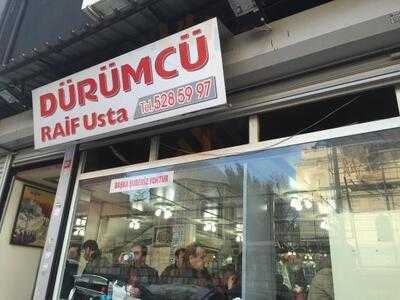 DÜRÜMCÜ
RAİF Usta Tel. 528 59 97
BAŞKA ŞUBEMİZ YOKTUR